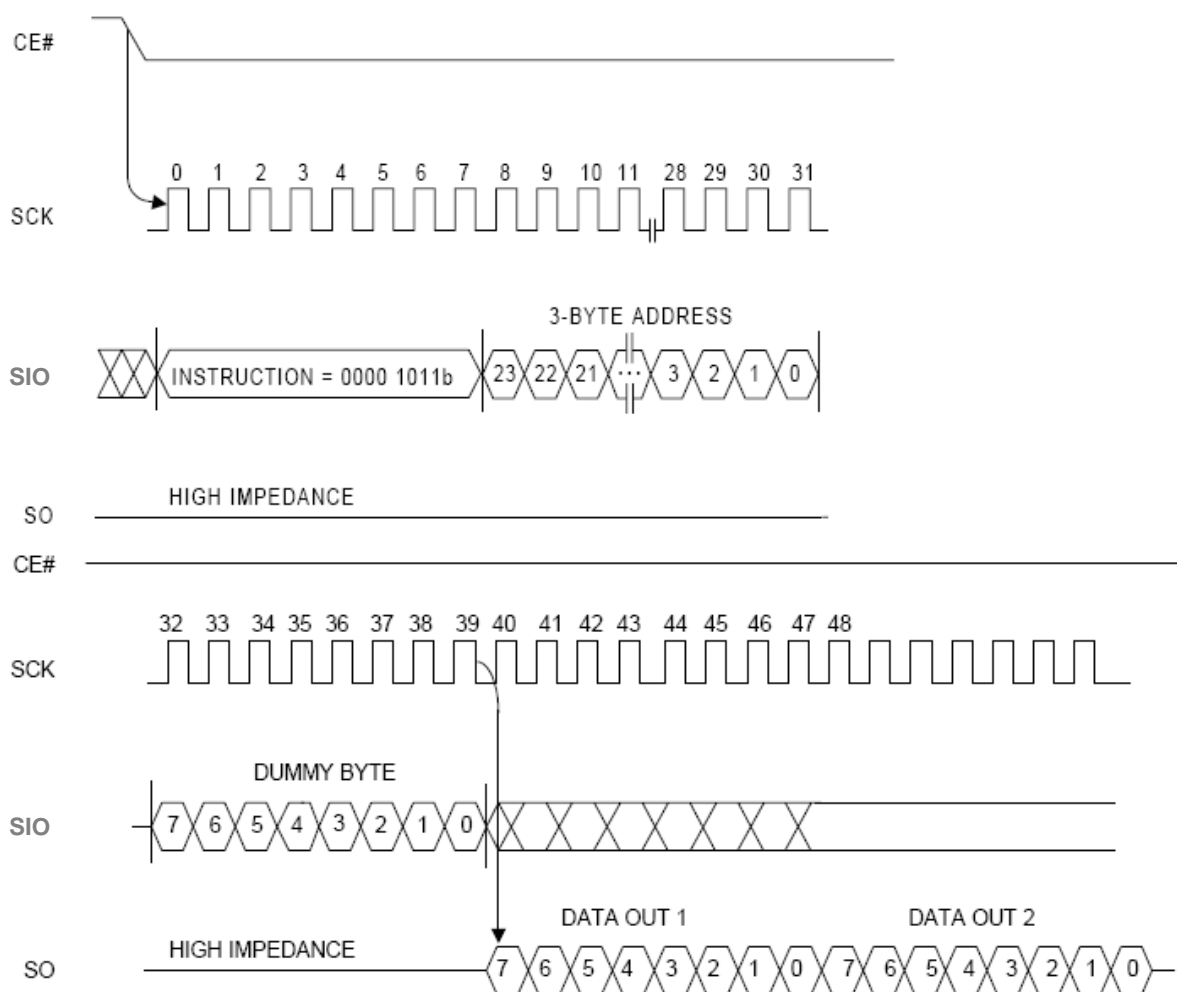 CE#
0 1 2 3 4 5 6 7 8 9 10 11 28 29 30 31
SCK
3-BYTE ADDRESS
SIO INSTRUCTION = 0000 1011b 23 22 21 ... 3 2 1 0
HIGH IMPEDANCE
SO
CE#
32 33 34 35 36 37 38 39 40 41 42 43 44 45 46 47 48
SCK
DUMMY BYTE
SIO 7 6 5 4 3 2 1 0
DATA OUT 1 DATA OUT 2
HIGH IMPEDANCE
SO 7 6 5 4 3 2 1 0 7 6 5 4 3 2 1 0